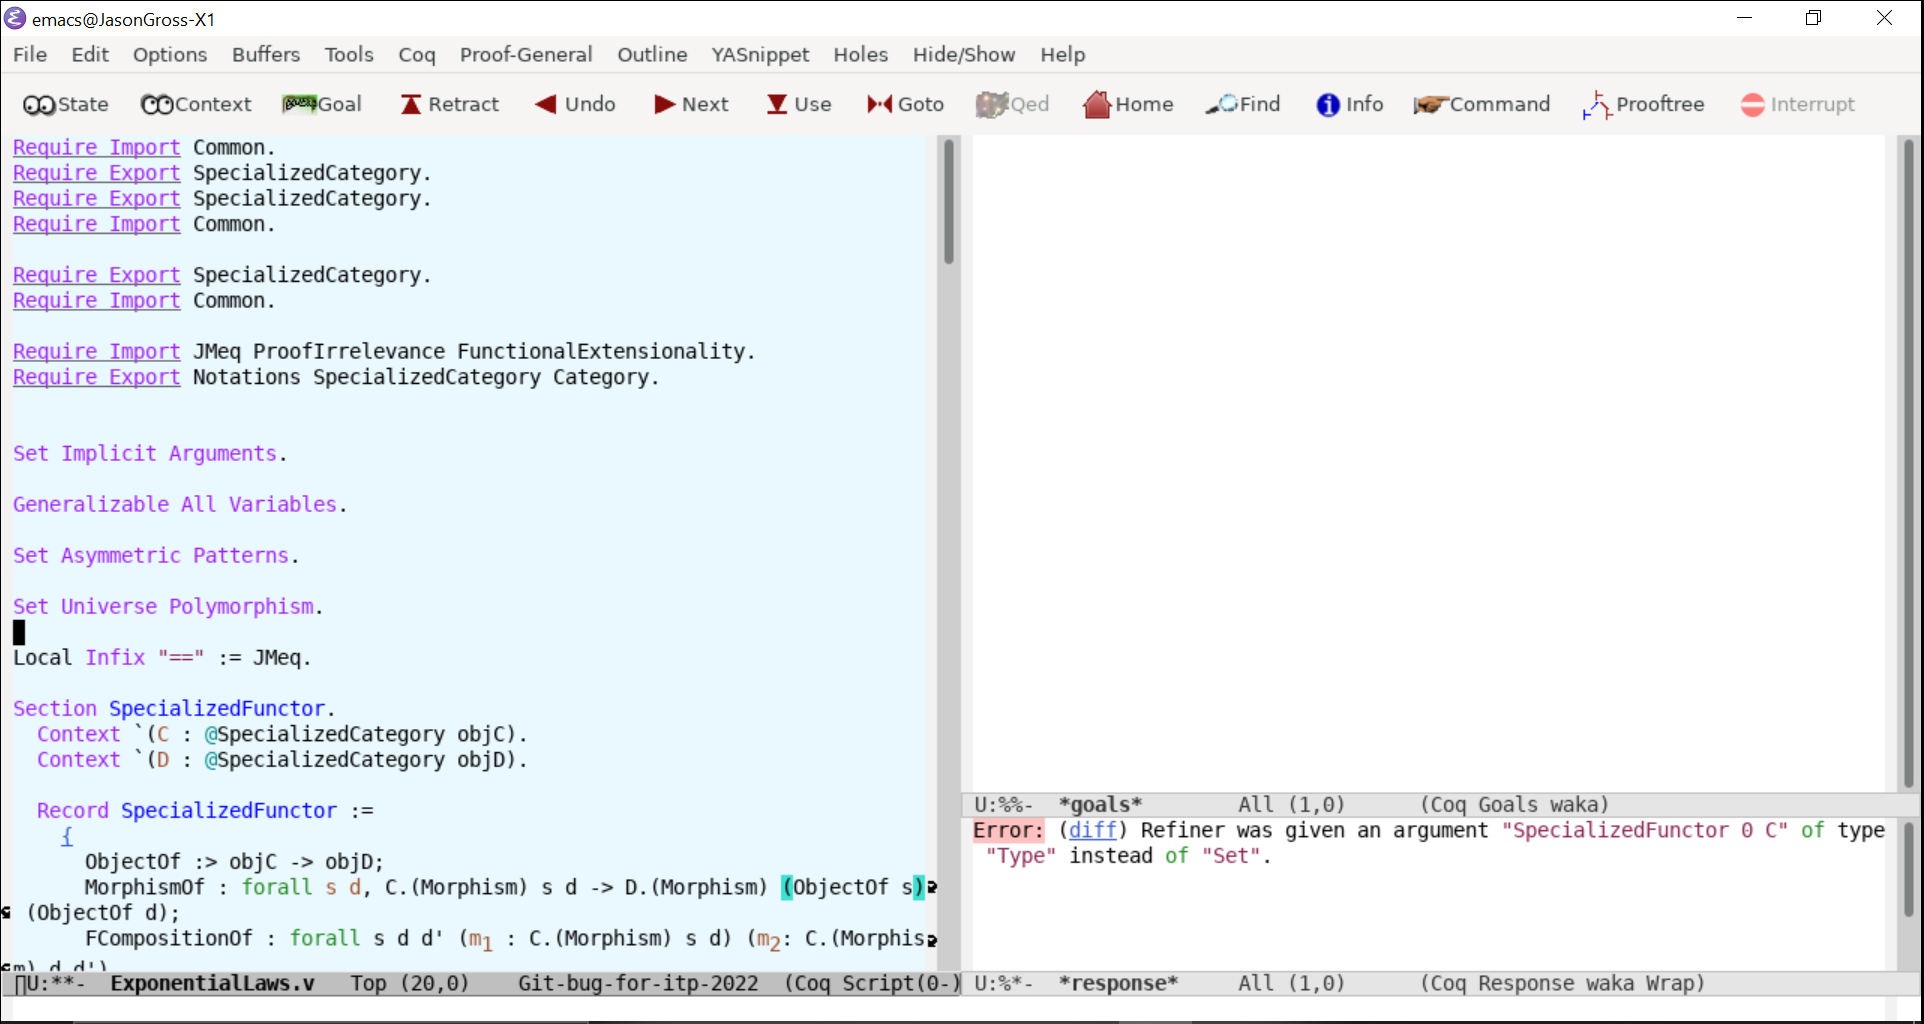 emacs@JasonGross-X1
File Edit Options Buffers Tools Coq Proof-General Outline YASnippet Holes Hide/Show Help
State Context Goal Retract Undo Next Use Goto Qed Home Find Info Command Prooftree Interrupt
Require Import Common.
Require Export SpecializedCategory.
Require Export SpecializedCategory.
Require Import Common.
Require Export SpecializedCategory.
Require Import Common.
Require Import JMeq ProofIrrelevance FunctionalExtensionality.
Require Export Notations SpecializedCategory Category.
Set Implicit Arguments.
Generalizable All Variables.
Set Asymmetric Patterns.
Set Universe Polymorphism.
Local Infix "==" := JMeq.
Section SpecializedFunctor.
Context `(C : @SpecializedCategory objC).
Context `(D : @SpecializedCategory objD).
Record SpecializedFunctor :=
{
ObjectOf :> objC -> objD;
MorphismOf : forall s d, C.(Morphism) s d -> D.(Morphism) (ObjectOf s)
(ObjectOf d);
FCompositionOf : forall s d d' (m1 : C.(Morphism) s d) (m2: C.(Morphis
m) d d')
U:**- ExponentialLaws.v Top (20,0) Git-bug-for-itp-2022 (Coq Script(0-)
U:%%- *goals* All (1,0) (Coq Goals waka)
Error: (diff) Refiner was given an argument "SpecializedFunctor 0 C" of type
"Type" instead of "Set".
U:%*- *response* All (1,0) (Coq Response waka Wrap)